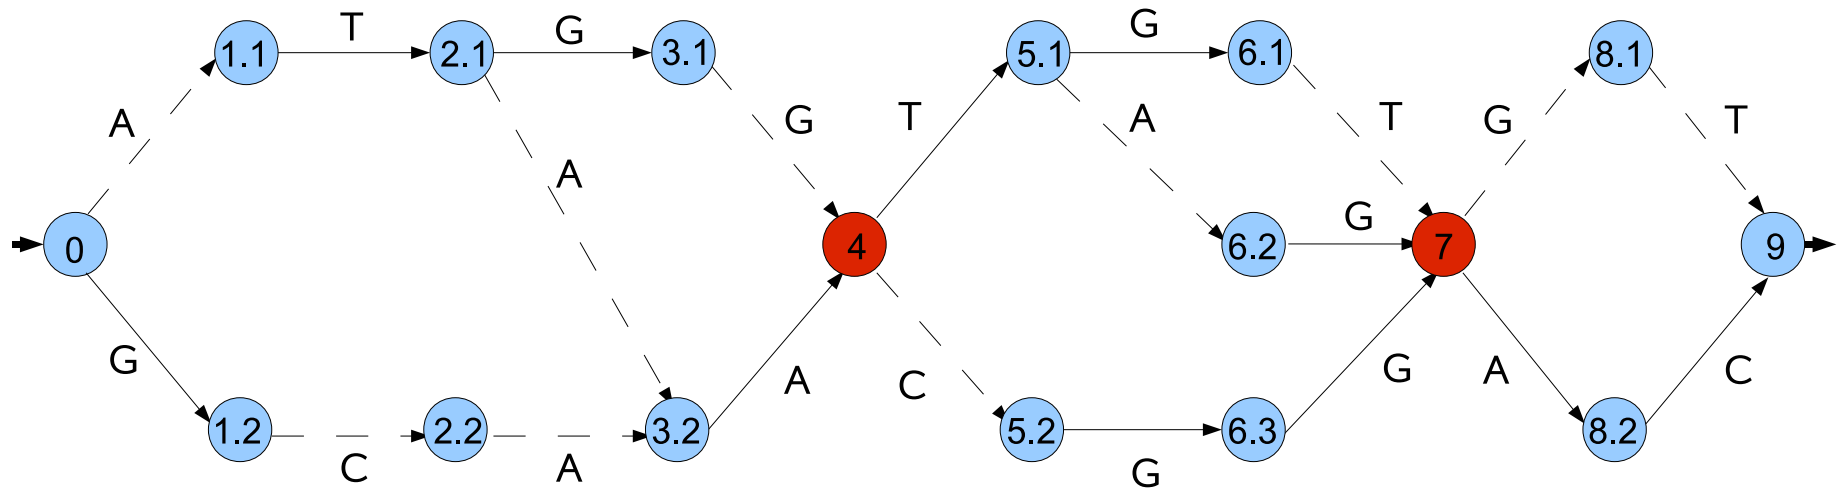 T G G
1.1 2.1 3.1 5.1 6.1 8.1
A G T A T G T
A
G
0 4 6.2 7 9
G A C G A C
1.2 2.2 3.2 5.2 6.3 8.2
C A G